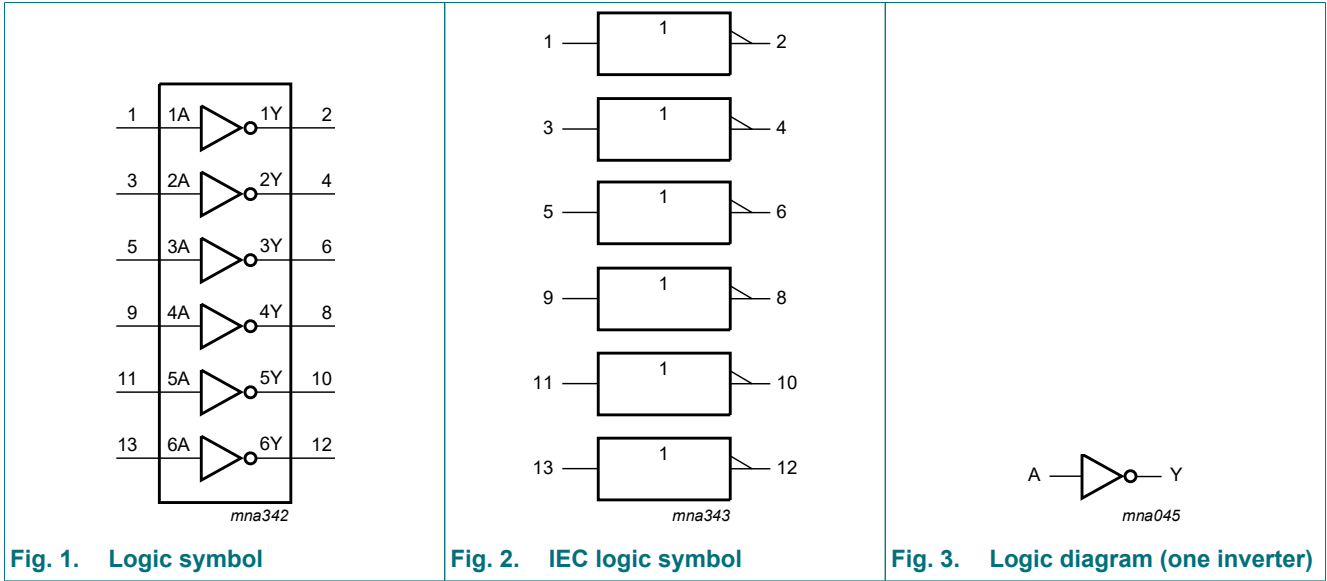 1 1A 1Y 2
3 2A 2Y 4
5 3A 3Y 6
9 4A 4Y 8
11 5A 5Y 10
13 6A 6Y 12
mna342
Fig. 1. Logic symbol
1 1 2
3 1 4
5 1 6
9 1 8
11 1 10
13 1 12
mna343
Fig. 2. IEC logic symbol
A Y
mna045
Fig. 3. Logic diagram (one inverter)